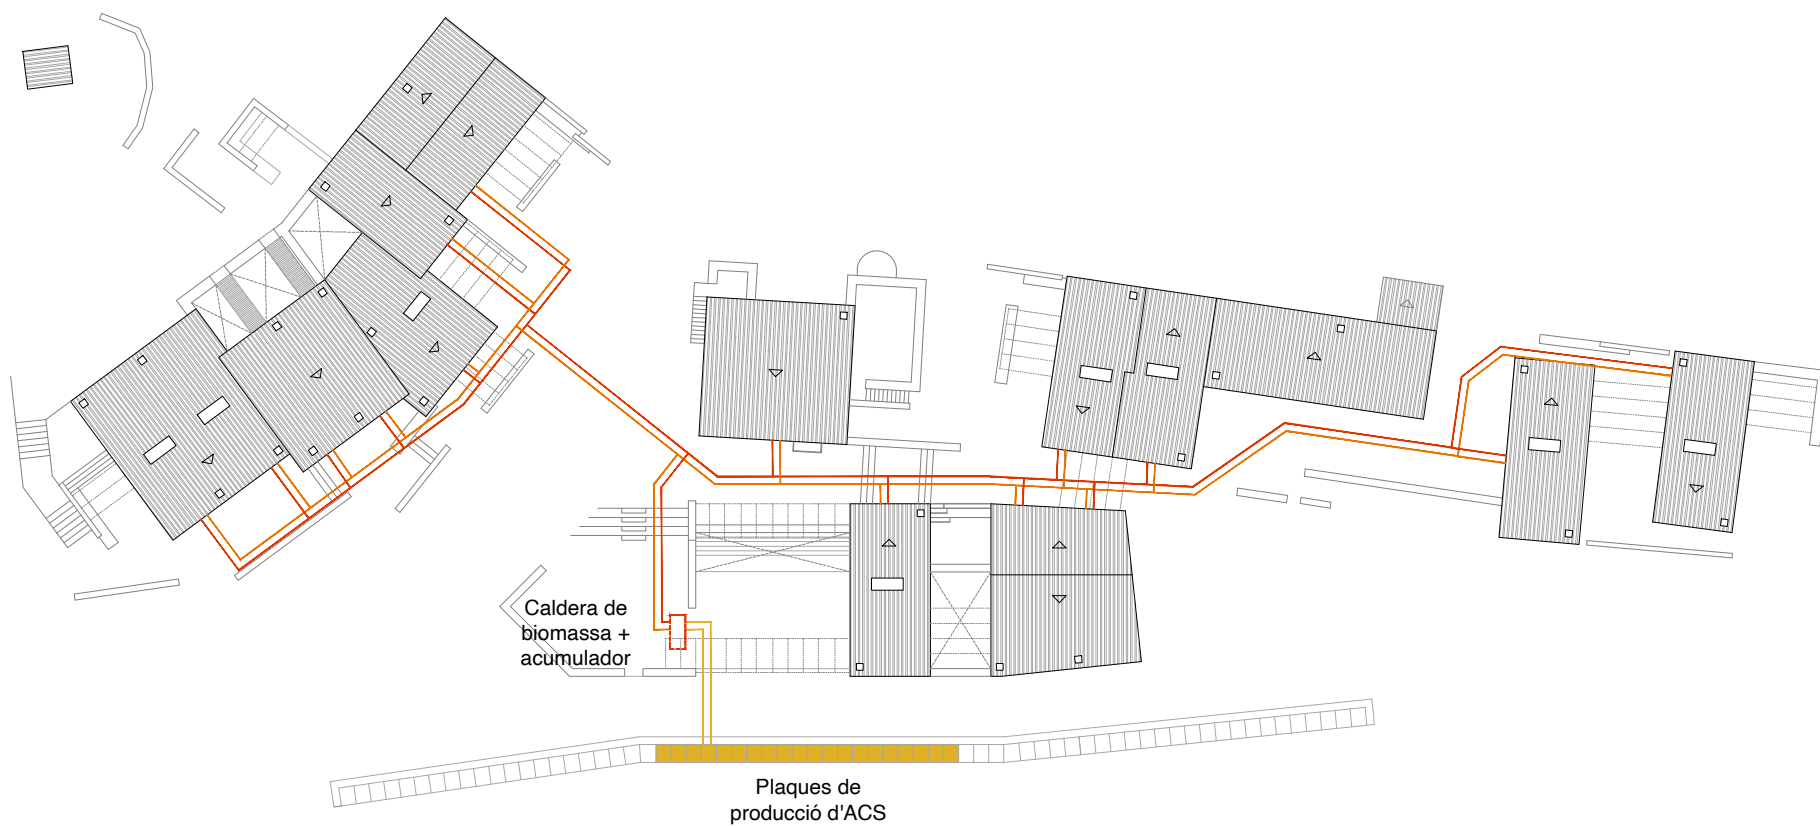 Caldera de
biomassa +
acumulador
Plaques de
producció d'ACS